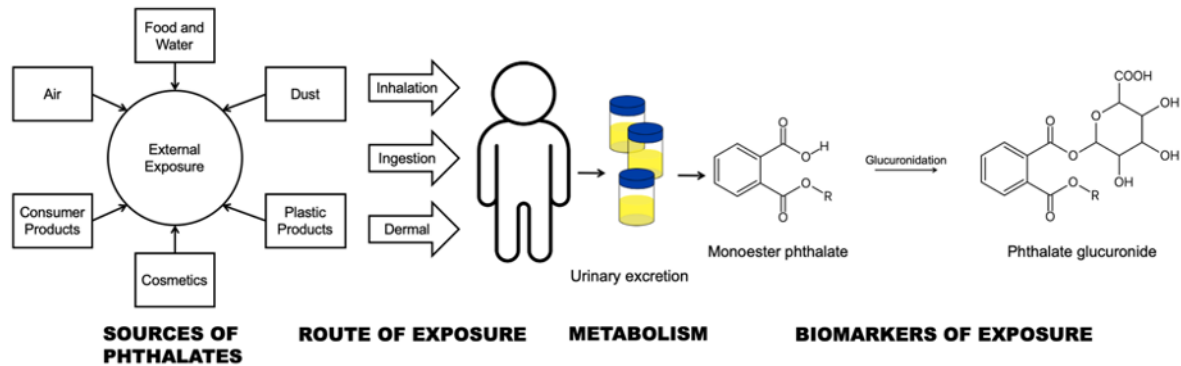 Food and
Water
Air
Dust
External
Exposure
Consumer
Products
Plastic
Products
Cosmetics
Inhalation
Ingestion
Dermal
Urinary excretion
O
O
H
O
R
O
Monoester phthalate
Glucuronidation
COOH
O
OH
O
O
OH
OH
O
R
O
Phthalate glucuronide
SOURCES OF
PHTHALATES
ROUTE OF EXPOSURE
METABOLISM
BIOMARKERS OF EXPOSURE